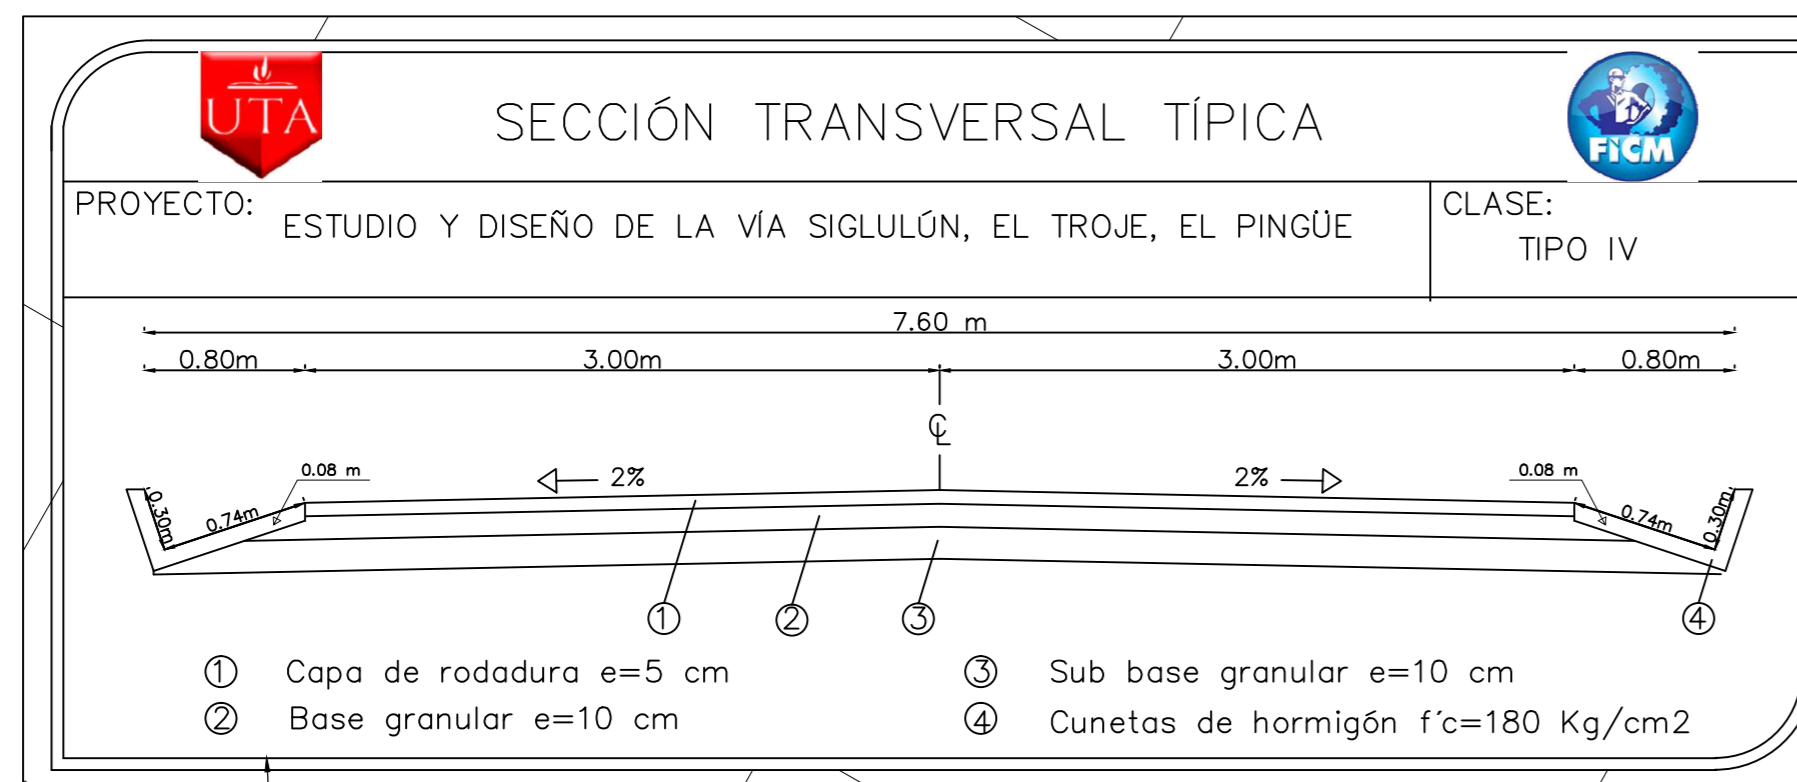 UTA
SECCIÓN TRANSVERSAL TÍPICA
FICM
PROYECTO:
ESTUDIO Y DISEÑO DE LA VÍA SIGLULÚN, EL TROJE, EL PINGÜE
CLASE:
TIPO IV
7.60 m
0.80m 3.00m 3.00m 0.80m
℄
0.08 m 2% 2% 0.08 m
0.30m 0.74m 0.74m 0.30m
① ② ③ ④
① Capa de rodadura e=5 cm
② Base granular e=10 cm
③ Sub base granular e=10 cm
④ Cunetas de hormigón f´c=180 Kg/cm2